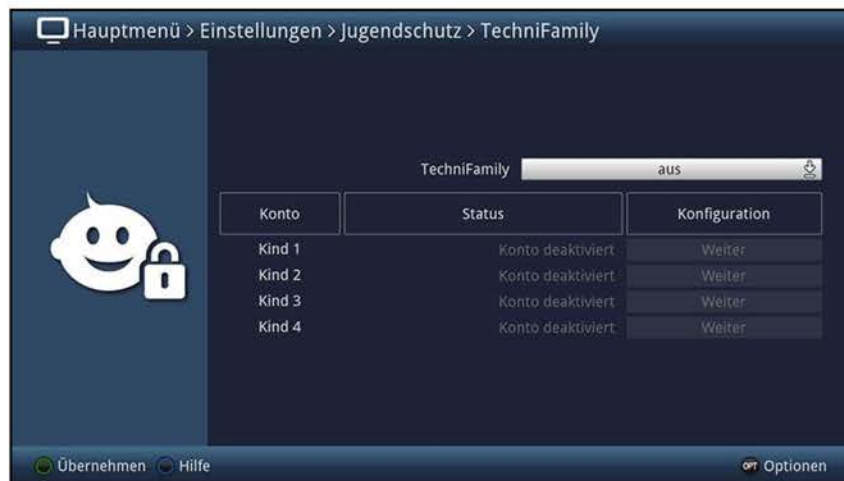 Hauptmenü > Einstellungen > Jugendschutz > TechniFamily
TechniFamily aus
Konto Status Konfiguration
Kind 1 Konto deaktiviert Weiter
Kind 2 Konto deaktiviert Weiter
Kind 3 Konto deaktiviert Weiter
Kind 4 Konto deaktiviert Weiter
Übernehmen Hilfe OPT Optionen